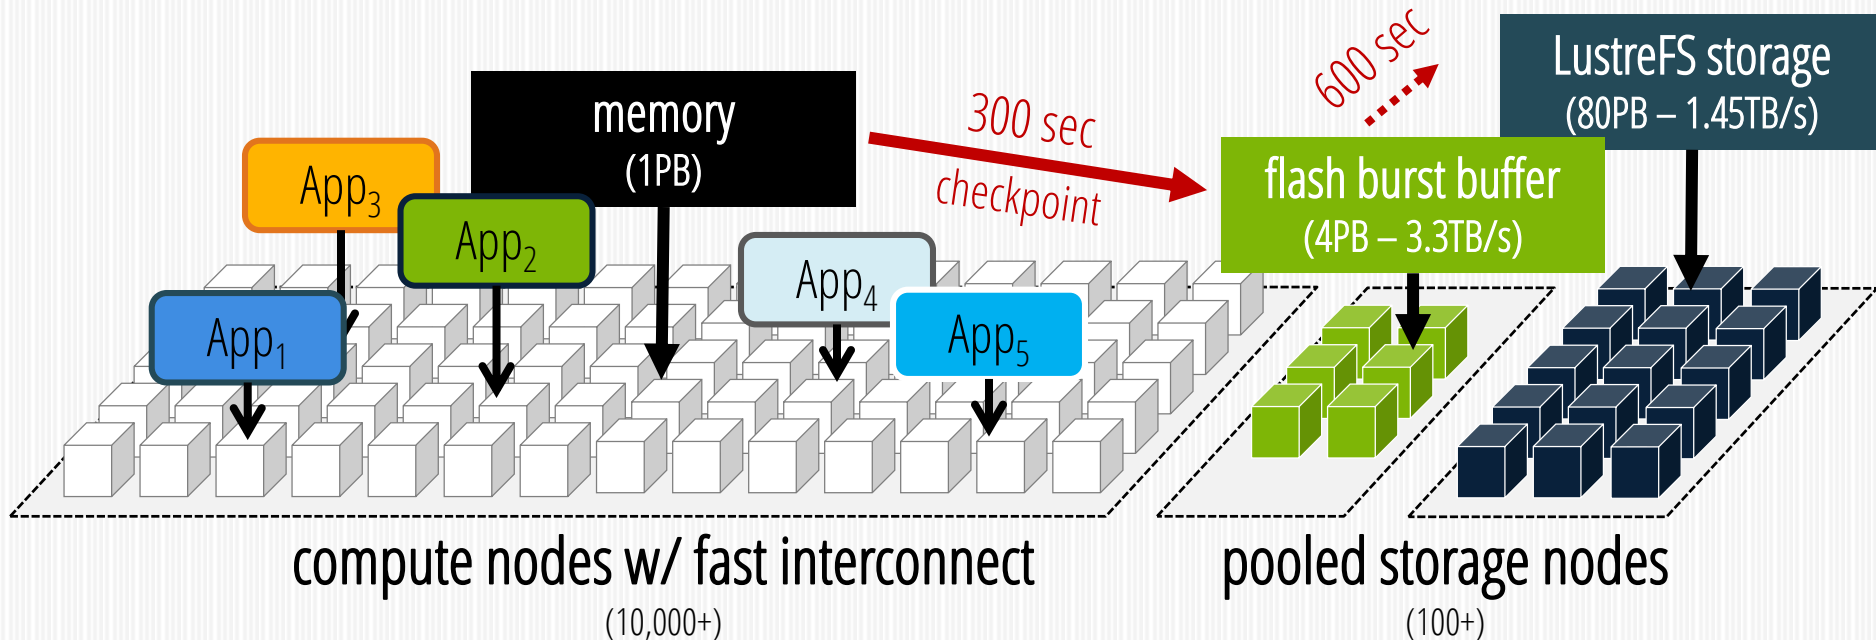 600 sec
LustreFS storage
(80PB – 1.45TB/s)
memory
(1PB)
300 sec
checkpoint
flash burst buffer
(4PB – 3.3TB/s)
App3
App2
App4
App1
App5
compute nodes w/ fast interconnect
(10,000+)
pooled storage nodes
(100+)